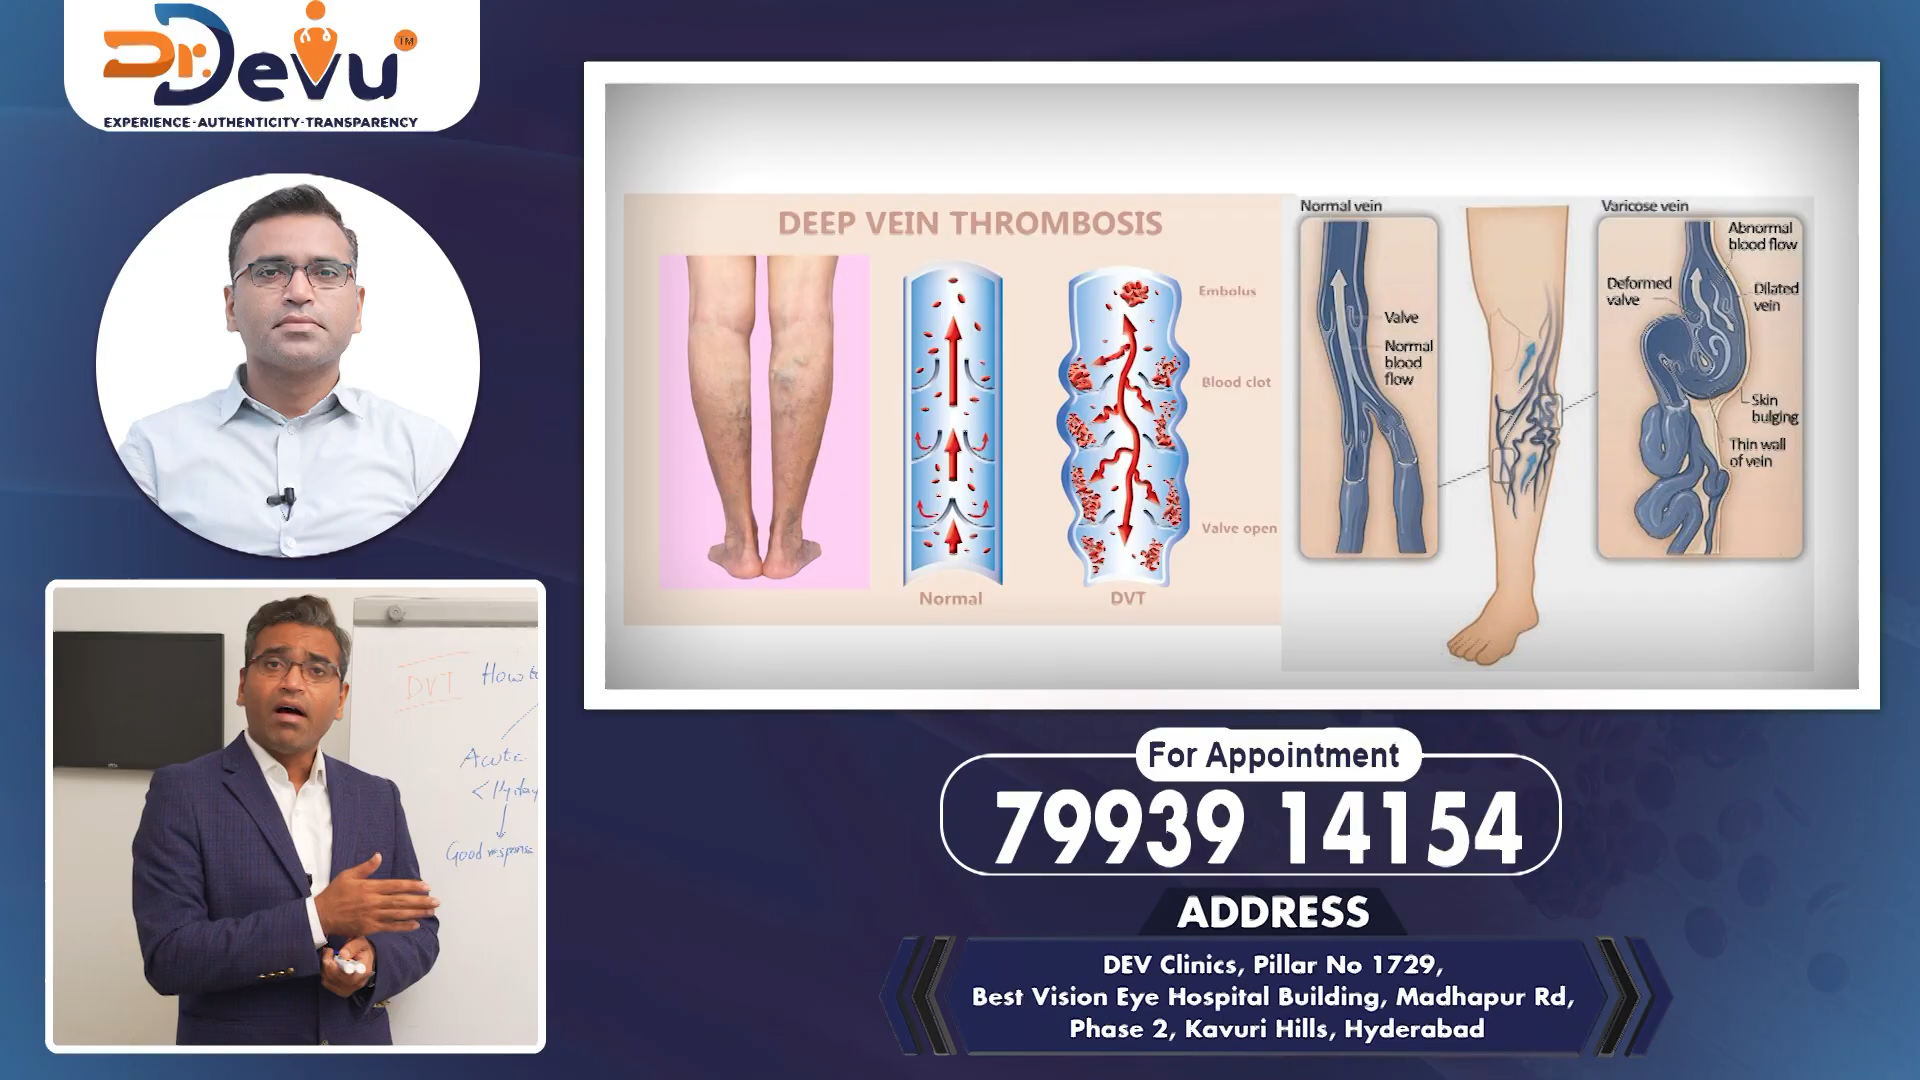 Dr. Devu TM
EXPERIENCE-AUTHENTICITY-TRANSPARENCY
DEEP VEIN THROMBOSIS
Embolus
Blood clot
Valve open
Normal
DVT
Normal vein
Valve
Normal
blood
flow
Varicose vein
Abnormal
blood flow
Deformed
valve
Dilated
vein
Skin
bulging
Thin wall
of vein
DVT How
Acute
Good response
For Appointment
79939 14154
ADDRESS
DEV Clinics, Pillar No 1729,
Best Vision Eye Hospital Building, Madhapur Rd,
Phase 2, Kavuri Hills, Hyderabad